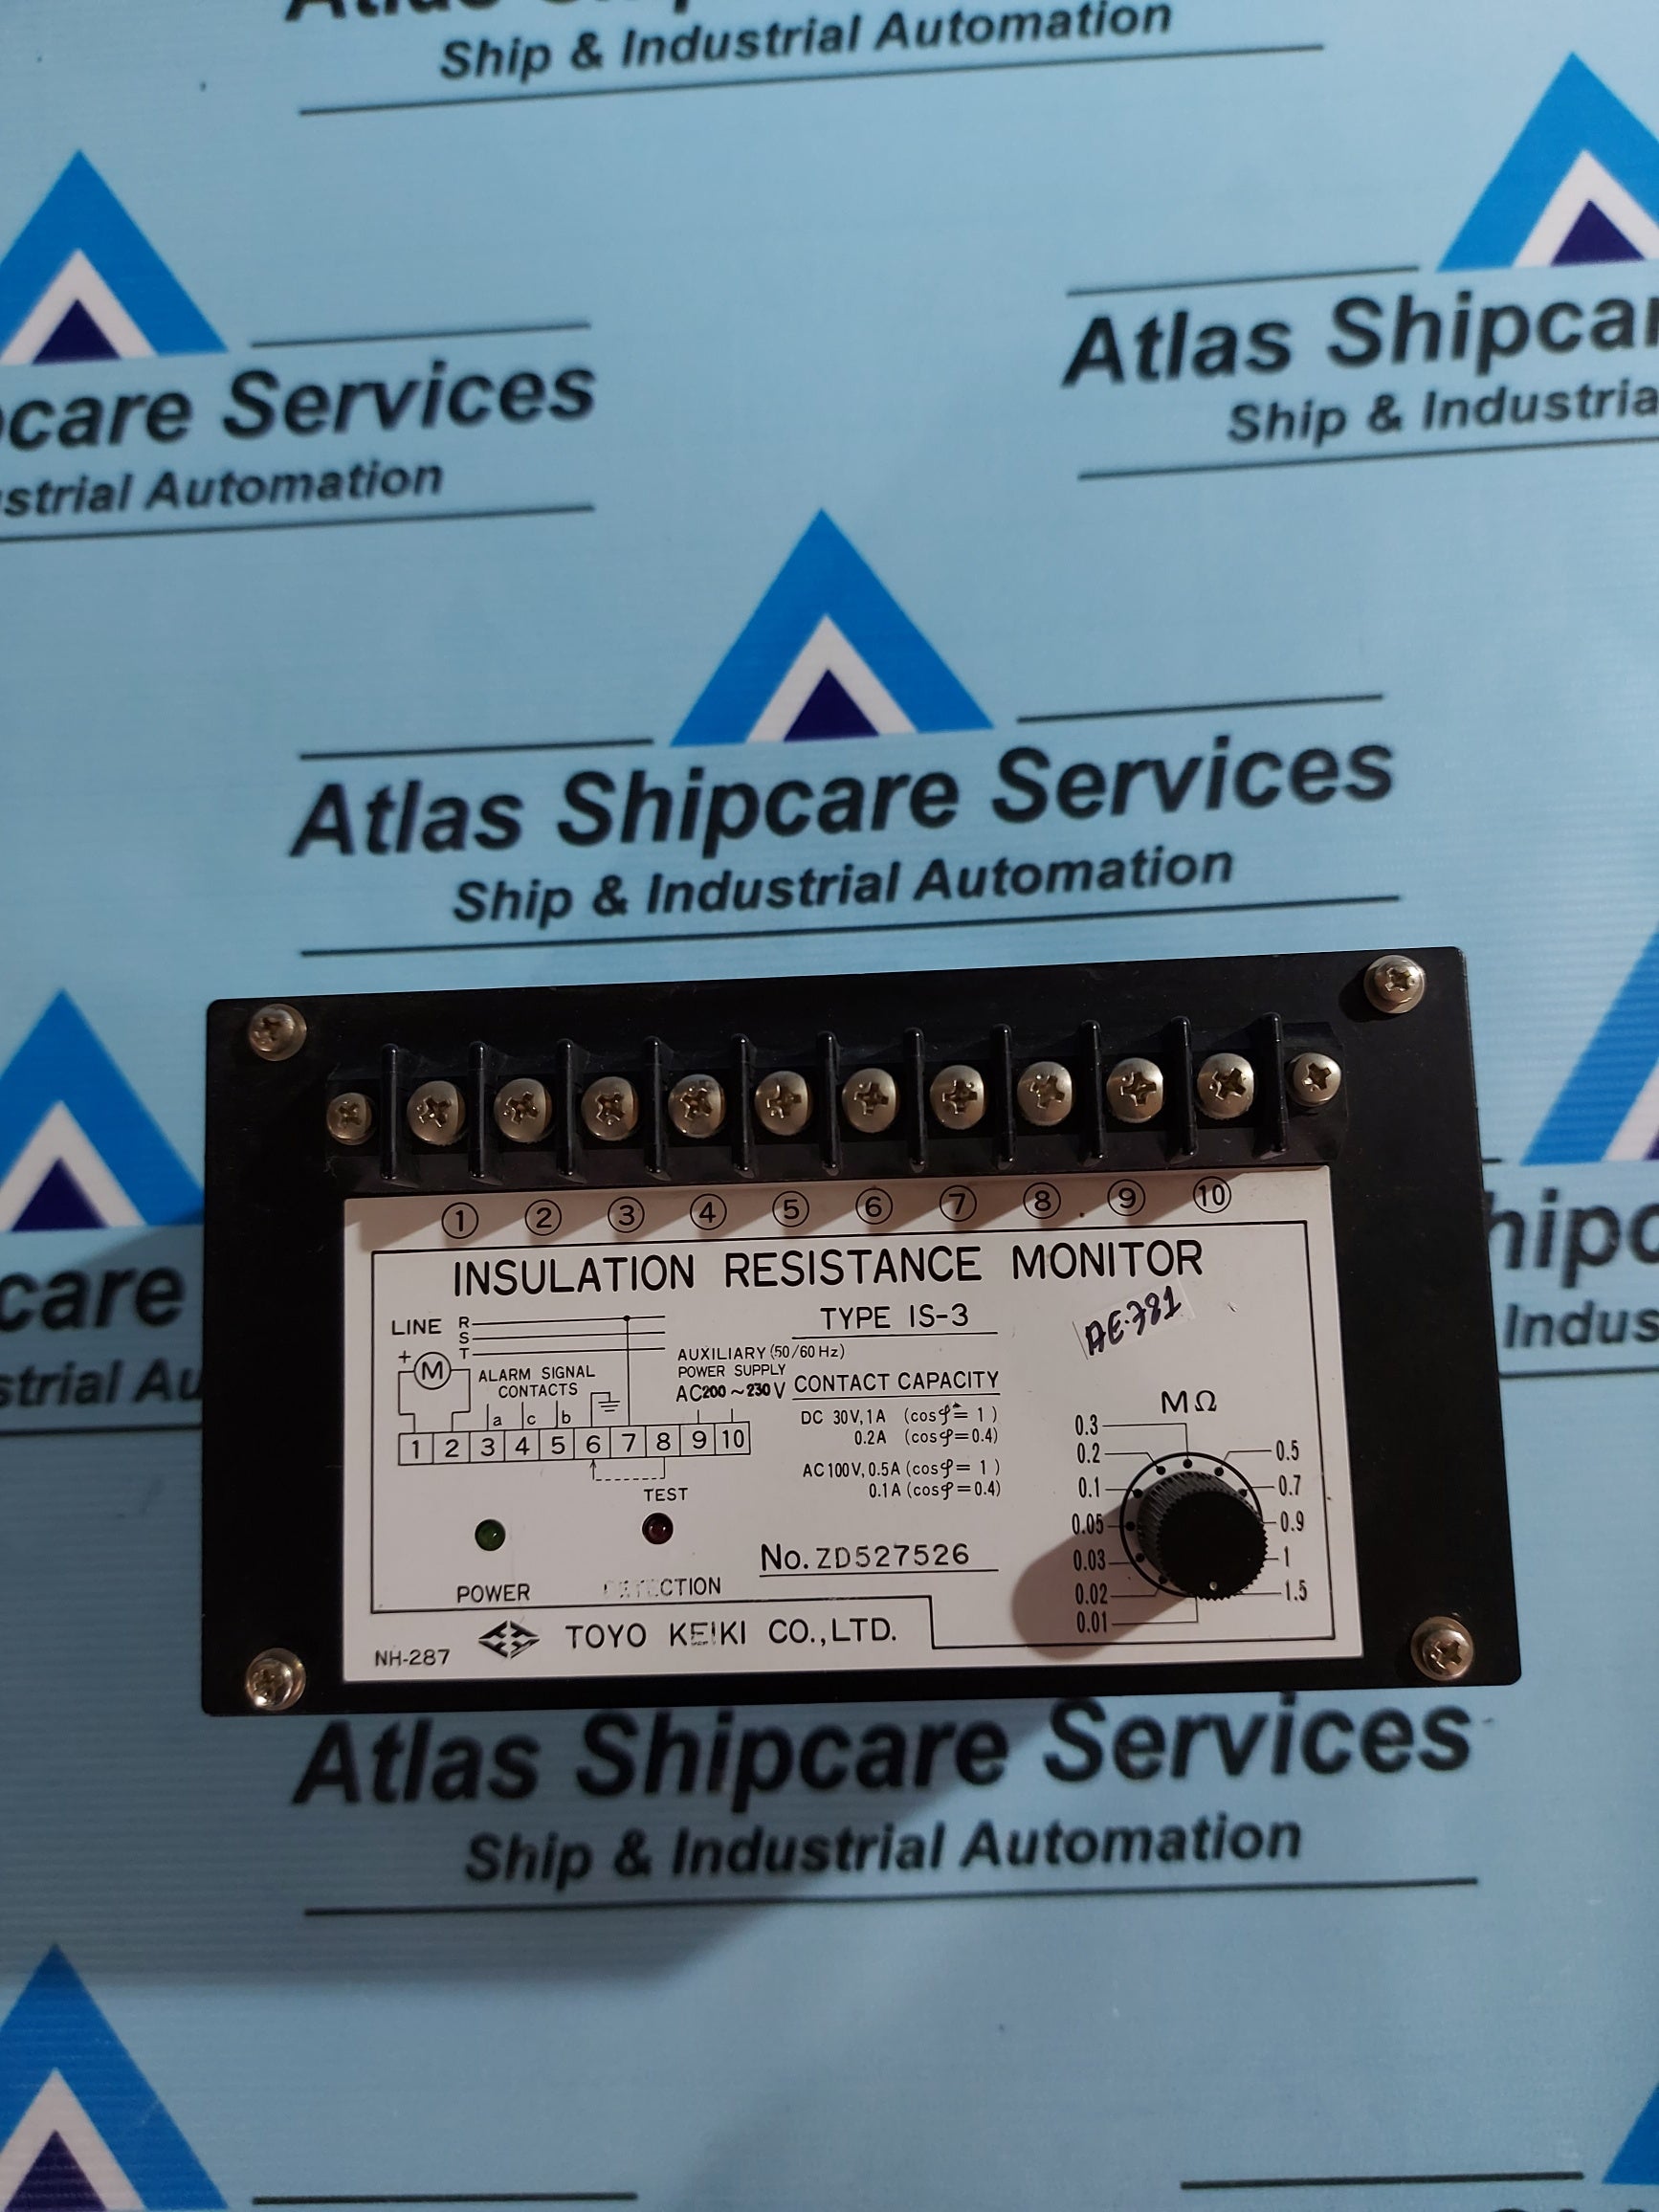 Ship & Industrial Automation
pcare Services
strial Automation
Atlas Shipcar
Ship & Industria
Atlas Shipcare Services
Ship & Industrial Automation
care
strial Au
hipc
Indus
1 2 3 4 5 6 7 8 9 10
INSULATION RESISTANCE MONITOR
TYPE IS-3
AE-781
LINE R
S
T
+ M
ALARM SIGNAL
CONTACTS
a c b
AUXILIARY (50/60 Hz)
POWER SUPPLY
AC200~230V
1 2 3 4 5 6 7 8 9 10
TEST
CONTACT CAPACITY
DC 30V, 1A (cosφ = 1)
0.2A (cosφ=0.4)
AC100V, 0.5A (cosφ= 1)
0.1A (cosφ=0.4)
No. ZD527526
MΩ
0.3
0.2
0.1
0.05
0.03
0.02
0.01
0.5
0.7
0.9
1
1.5
POWER
DETECTION
NH-287
TOYO KEIKI CO.,LTD.
Atlas Shipcare Services
Ship & Industrial Automation